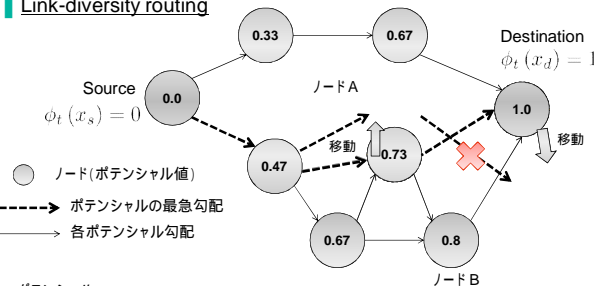 Link-diversity routing
0.33
0.67
Destination
ϕt (xd) = 1
Source
ϕt (xs) = 0
0.0
ノードA
1.0
移動
移動
0.47
0.73
ノード(ポテンシャル値)
ポテンシャルの最急勾配
各ポテンシャル勾配
0.67
0.8
ノードB